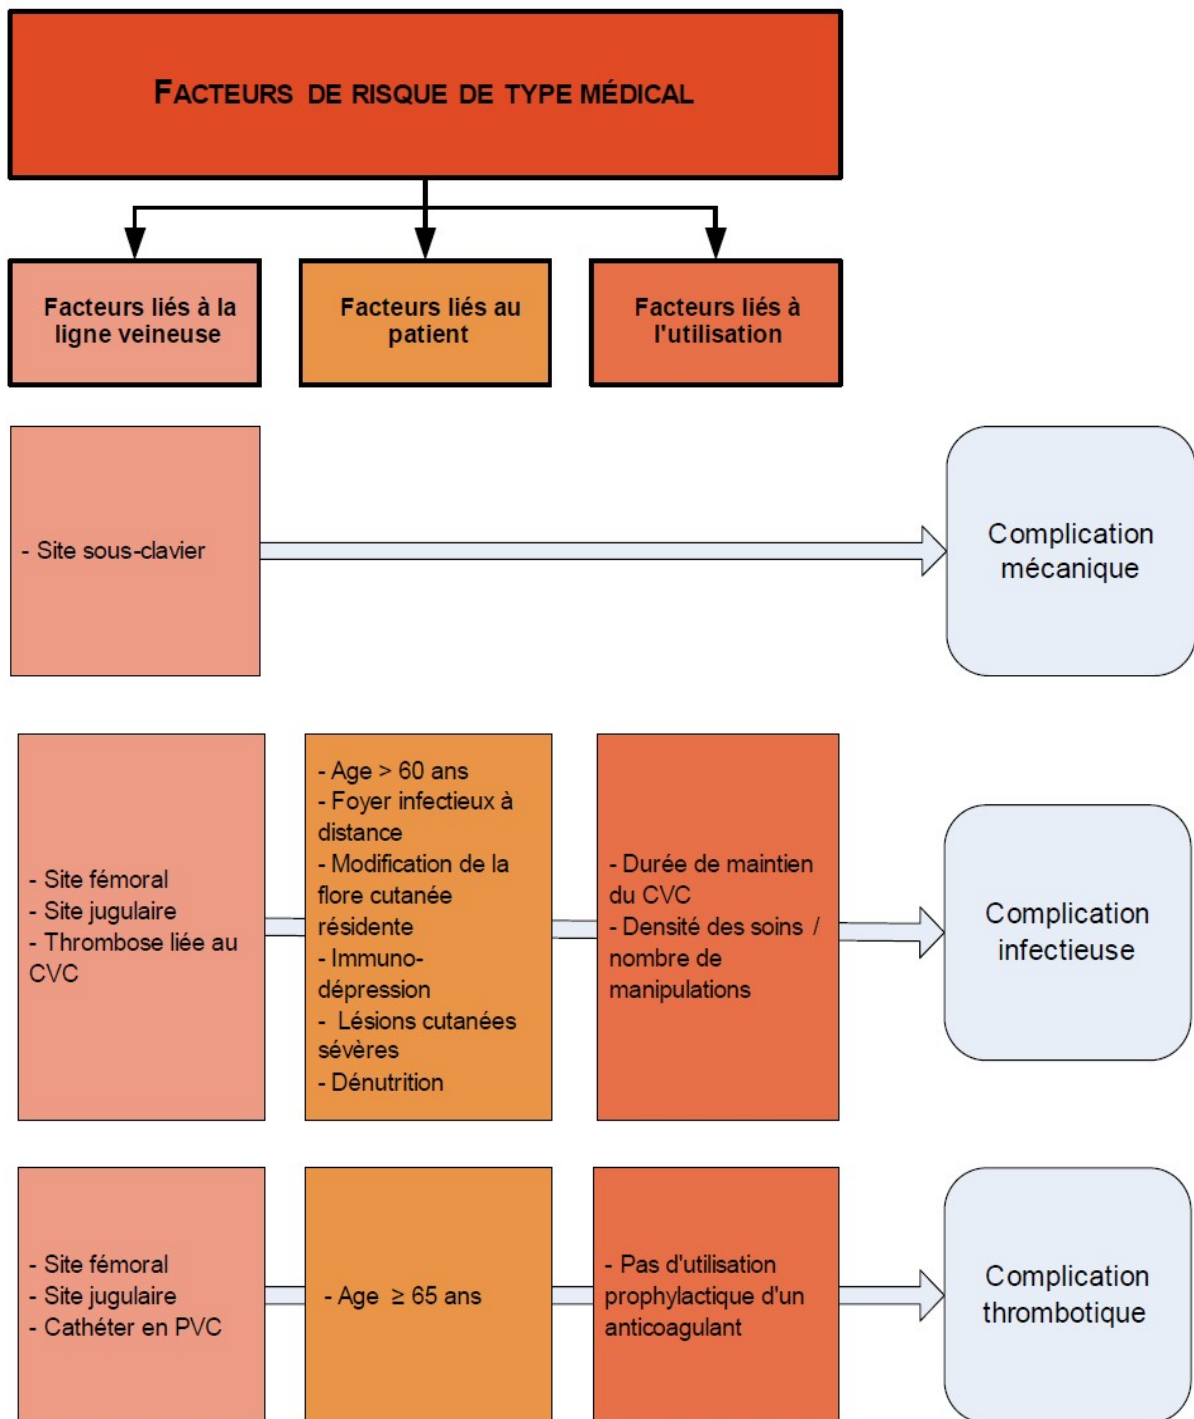 FACTEURS DE RISQUE DE TYPE MÉDICAL
Facteurs liés à la
ligne veineuse
Facteurs liés au
patient
Facteurs liés à
l'utilisation
- Site sous-clavier
Complication
mécanique
- Site fémoral
- Site jugulaire
- Thrombose liée au
CVC
- Age > 60 ans
- Foyer infectieux à
distance
- Modification de la
flore cutanée
résidente
- Immuno-
dépression
- Lésions cutanées
sévères
- Dénutrition
- Durée de maintien
du CVC
- Densité des soins /
nombre de
manipulations
Complication
infectieuse
- Site fémoral
- Site jugulaire
- Cathéter en PVC
- Age ≥ 65 ans
- Pas d'utilisation
prophylactique d'un
anticoagulant
Complication
thrombotique